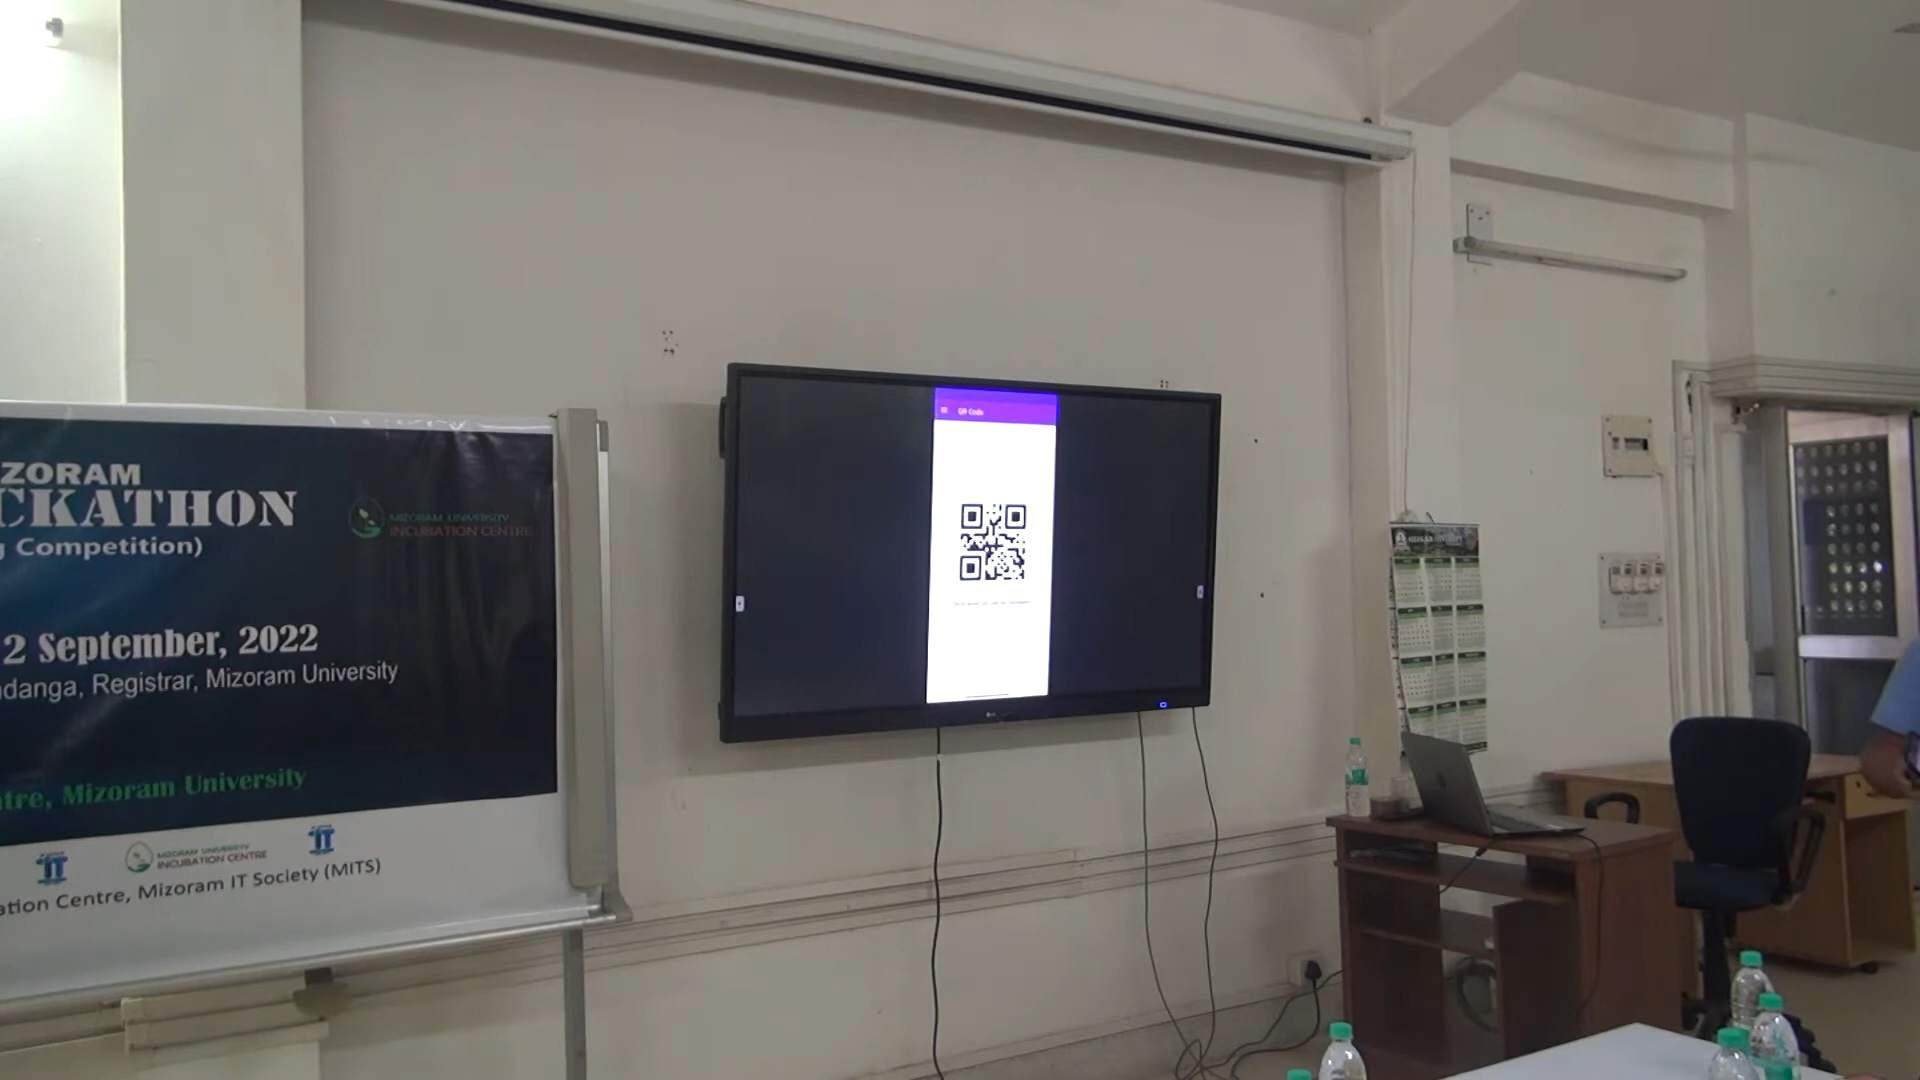 ZORAM
CKATHON
g Competition)
MIZORAM UNIVERSITY
INCUBATION CENTRE
2 September, 2022
danga, Registrar, Mizoram University
tre, Mizoram University
MIZORAM UNIVERSITY
INCUBATION CENTRE
ation Centre, Mizoram IT Society (MITS)
QR Code